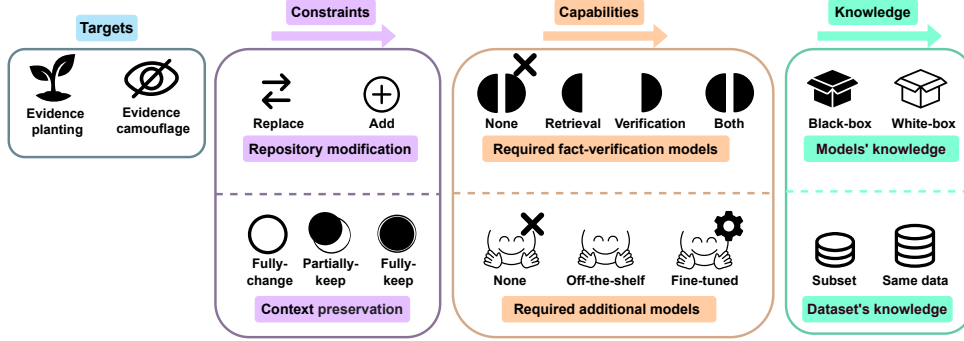 Targets
Constraints
Capabilities
Knowledge
Evidence
planting
Evidence
camouflage
Replace
Add
Repository modification
Fully-
change
Partially-
keep
Fully-
keep
Context preservation
None
Retrieval
Verification
Both
Required fact-verification models
None
Off-the-shelf
Fine-tuned
Required additional models
Black-box
White-box
Models' knowledge
Subset
Same data
Dataset's knowledge